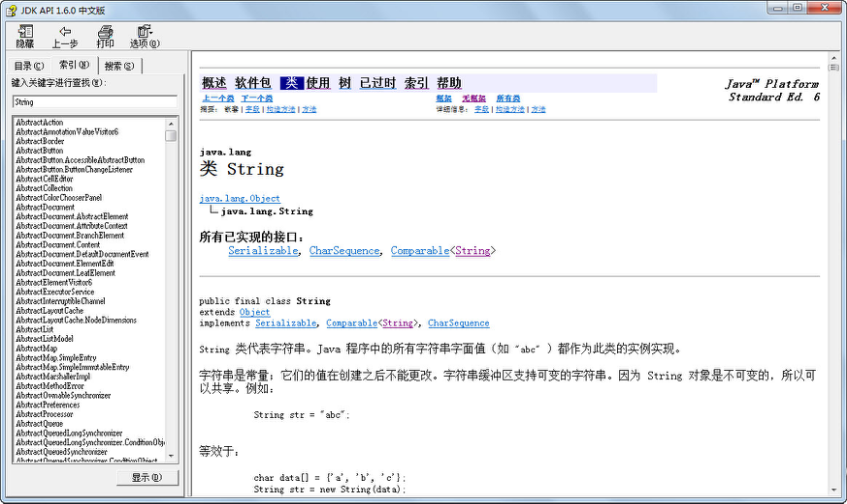 JDK API 1.6.0 中文版
隐藏 上一步 打印 选项(O)
目录(C) 索引(N) 搜索(S)
键入关键字进行查找(W):
String
AbstractAction
AbstractAnnotationValueVisitor6
AbstractBorder
AbstractButton
AbstractButton.AccessibleAbstractButton
AbstractButton.ButtonChangeListener
AbstractCellEditor
AbstractCollection
AbstractColorChooserPanel
AbstractDocument
AbstractDocument.AbstractElement
AbstractDocument.AttributeContext
AbstractDocument.BranchElement
AbstractDocument.Content
AbstractDocument.DefaultDocumentEvent
AbstractDocument.ElementEdit
AbstractDocument.LeafElement
AbstractElementVisitor6
AbstractExecutorService
AbstractInterruptibleChannel
AbstractLayoutCache
AbstractLayoutCache.NodeDimensions
AbstractList
AbstractListModel
AbstractMap
AbstractMap.SimpleEntry
AbstractMap.SimpleImmutableEntry
AbstractMarshallerImpl
AbstractMethodError
AbstractOwnableSynchronizer
AbstractPreferences
AbstractProcessor
AbstractQueue
AbstractQueuedLongSynchronizer
AbstractQueuedLongSynchronizer.ConditionObj
AbstractQueuedSynchronizer
AbstractQueuedSynchronizer.ConditionObject
显示(D)
概述 软件包 类 使用 树 已过时 索引 帮助
Java™ Platform
Standard Ed. 6
上一个类 下一个类
框架 无框架 所有类
摘要: 嵌套 | 字段 | 构造方法 | 方法
详细信息: 字段 | 构造方法 | 方法
java.lang
类 String
java.lang.Object
java.lang.String
所有已实现的接口:
Serializable, CharSequence, Comparable<String>
public final class String
extends Object
implements Serializable, Comparable<String>, CharSequence
String 类代表字符串。Java 程序中的所有字符串字面值（如 "abc" ）都作为此类的实例实现。
字符串是常量；它们的值在创建之后不能更改。字符串缓冲区支持可变的字符串。因为 String 对象是不可变的，所以可
以共享。例如：
String str = "abc";
等效于：
char data[] = {'a', 'b', 'c'};
String str = new String(data);